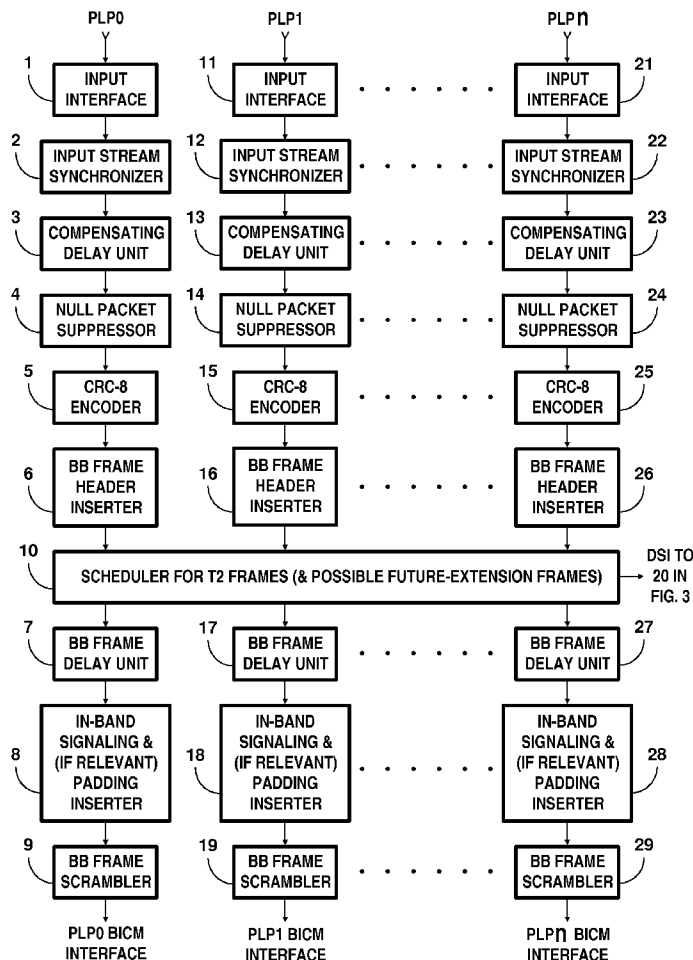 PLP0 PLP1 PLPn
1 INPUT INTERFACE 11 INPUT INTERFACE INPUT INTERFACE 21
2 INPUT STREAM SYNCHRONIZER 12 INPUT STREAM SYNCHRONIZER INPUT STREAM SYNCHRONIZER 22
3 COMPENSATING DELAY UNIT 13 COMPENSATING DELAY UNIT COMPENSATING DELAY UNIT 23
4 NULL PACKET SUPPRESSOR 14 NULL PACKET SUPPRESSOR NULL PACKET SUPPRESSOR 24
5 CRC-8 ENCODER 15 CRC-8 ENCODER CRC-8 ENCODER 25
6 BB FRAME HEADER INSERTER 16 BB FRAME HEADER INSERTER BB FRAME HEADER INSERTER 26
10 SCHEDULER FOR T2 FRAMES (& POSSIBLE FUTURE-EXTENSION FRAMES) DSI TO 20 IN FIG. 3
7 BB FRAME DELAY UNIT 17 BB FRAME DELAY UNIT BB FRAME DELAY UNIT 27
8 IN-BAND SIGNALING & (IF RELEVANT) PADDING INSERTER 18 IN-BAND SIGNALING & (IF RELEVANT) PADDING INSERTER IN-BAND SIGNALING & (IF RELEVANT) PADDING INSERTER 28
9 BB FRAME SCRAMBLER 19 BB FRAME SCRAMBLER BB FRAME SCRAMBLER 29
PLP0 BICM INTERFACE PLP1 BICM INTERFACE PLPn BICM INTERFACE